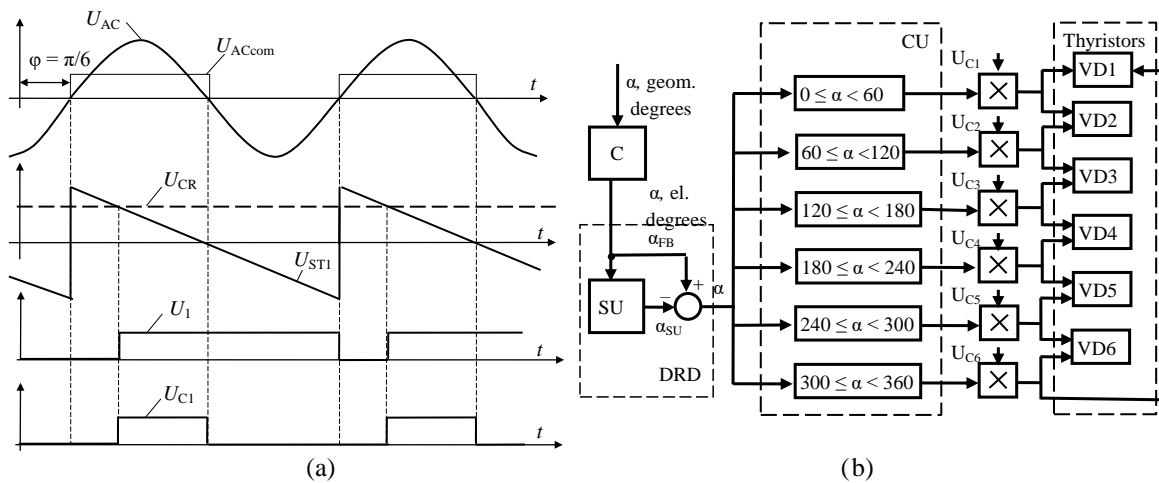 U_AC
U_ACcom
φ = π/6
t
U_CR
t
U_ST1
U_1
t
U_C1
t
(a)
α, geom.
degrees
C
α, el.
degrees
α_FB
SU
−
+
α
α_SU
DRD
CU
0 ≤ α < 60
60 ≤ α <120
120 ≤ α < 180
180 ≤ α < 240
240 ≤ α < 300
300 ≤ α < 360
U_C1
×
U_C2
×
U_C3
×
U_C4
×
U_C5
×
U_C6
×
Thyristors
VD1
VD2
VD3
VD4
VD5
VD6
(b)